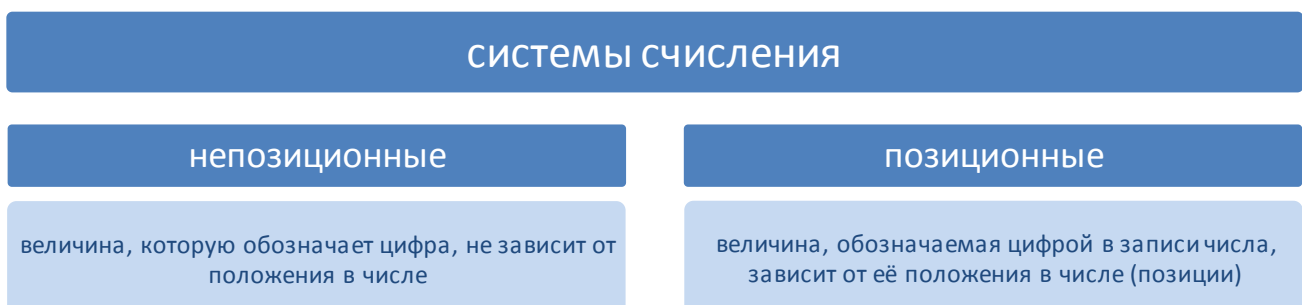 системы счисления
непозиционные
величина, которую обозначает цифра, не зависит от
положения в числе
позиционные
величина, обозначаемая цифрой в записи числа,
зависит от её положения в числе (позиции)